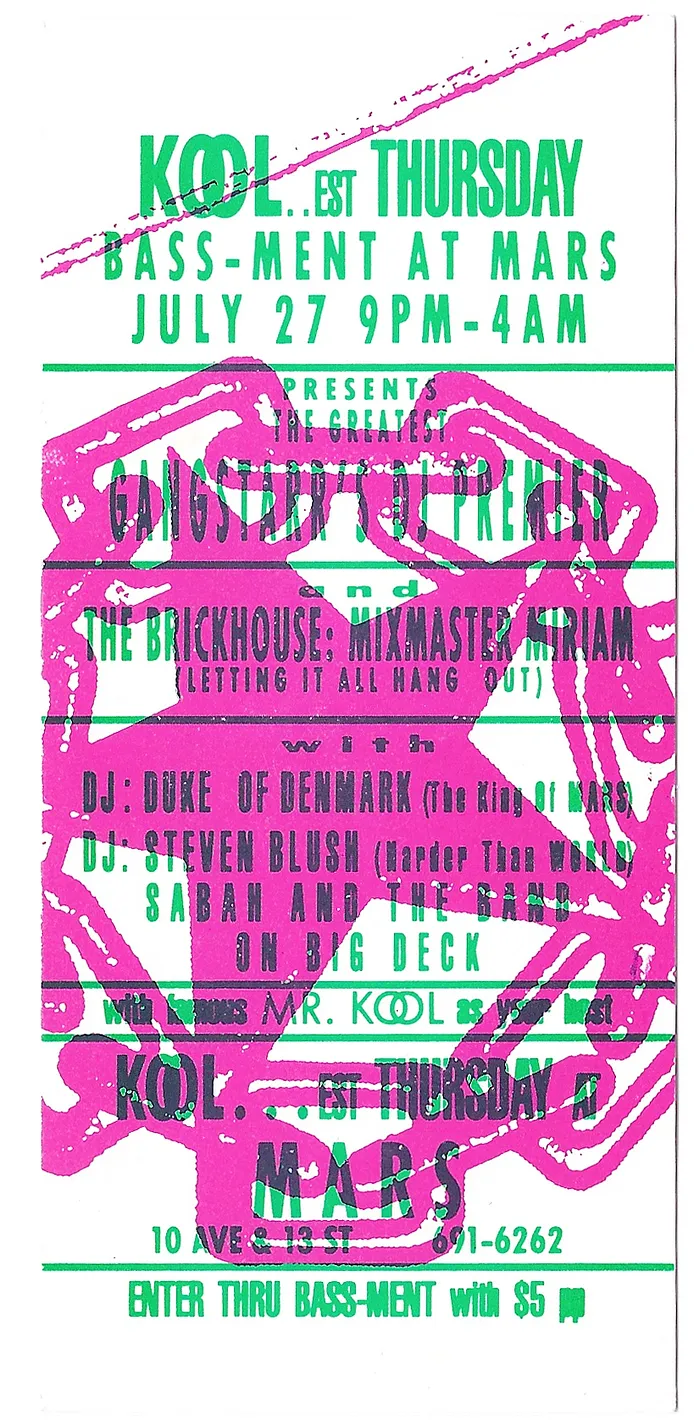 KOOL..EST THURSDAY
BASS-MENT AT MARS
JULY 27 9PM-4AM
PRESENTS
THE GREATEST
GANGSTARR'S DJ PREMIER
and
THE BRICKHOUSE: MIXMASTER MIRIAM
(LETTING IT ALL HANG OUT)
with
DJ: DUKE OF DENMARK (The King Of MARS)
DJ: STEVEN BLUSH (Harder Than WORLD)
SABAH AND THE BAND
ON BIG DECK
with famous MR. KOOL as your host
KOOL...EST THURSDAY AT
MARS
10 AVE & 13 ST 691-6262
ENTER THRU BASS-MENT with $5 pp